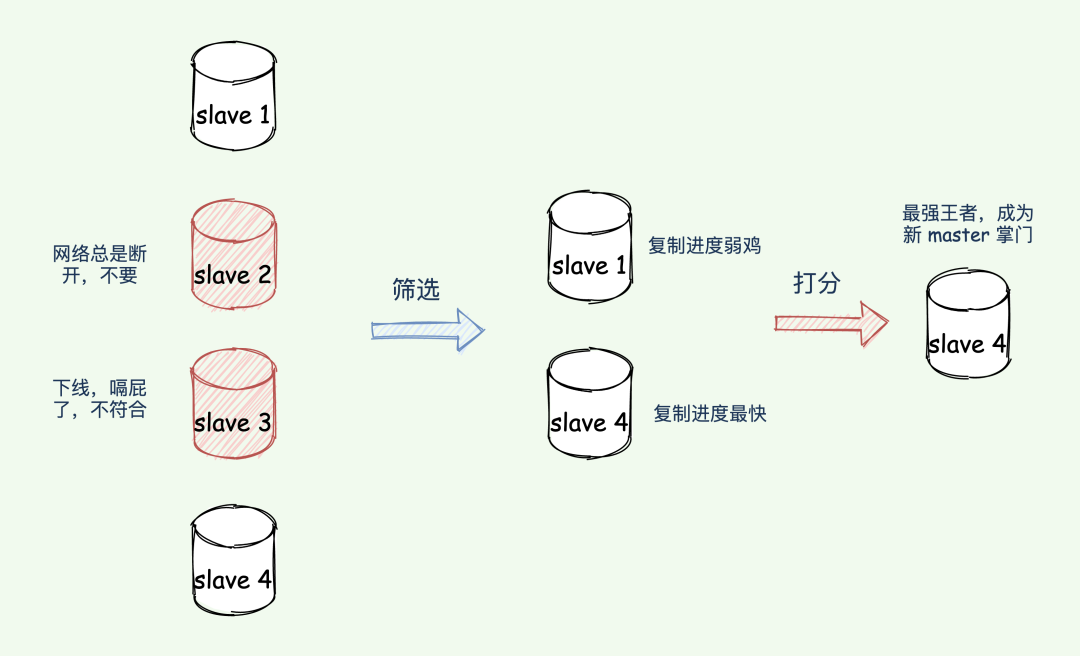 slave 1
网络总是断
开，不要
slave 2
下线，嗝屁
了，不符合
slave 3
slave 4
筛选
slave 1
复制进度弱鸡
slave 4
复制进度最快
打分
最强王者，成为
新 master 掌门
slave 4